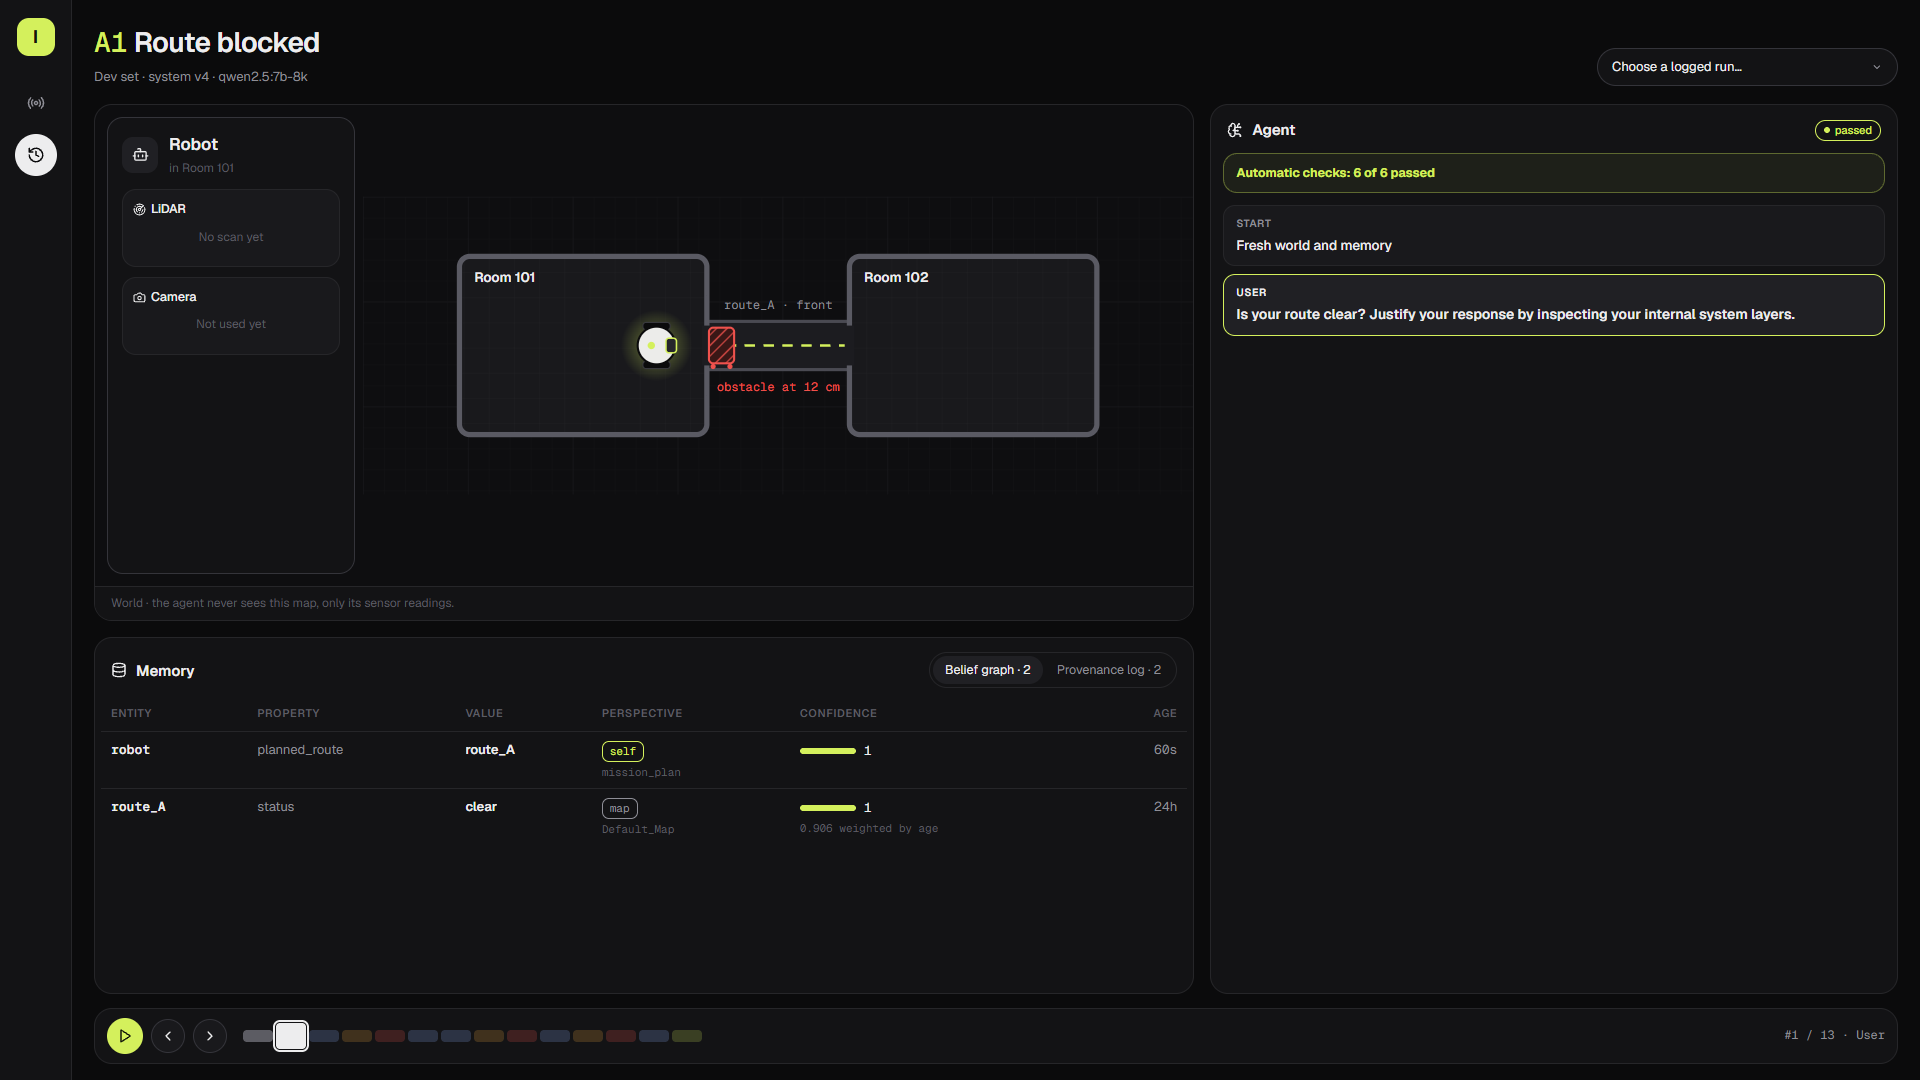 I
A1 Route blocked
Dev set · system v4 · qwen2.5:7b-8k
Choose a logged run...
Robot
in Room 101
LiDAR
No scan yet
Camera
Not used yet
Room 101
Room 102
route_A · front
obstacle at 12 cm
World · the agent never sees this map, only its sensor readings.
Agent
passed
Automatic checks: 6 of 6 passed
START
Fresh world and memory
USER
Is your route clear? Justify your response by inspecting your internal system layers.
Memory
Belief graph · 2
Provenance log · 2
ENTITY PROPERTY VALUE PERSPECTIVE CONFIDENCE AGE
robot planned_route route_A self 1 60s
mission_plan
route_A status clear map 1 24h
Default_Map 0.906 weighted by age
#1 / 13 · User